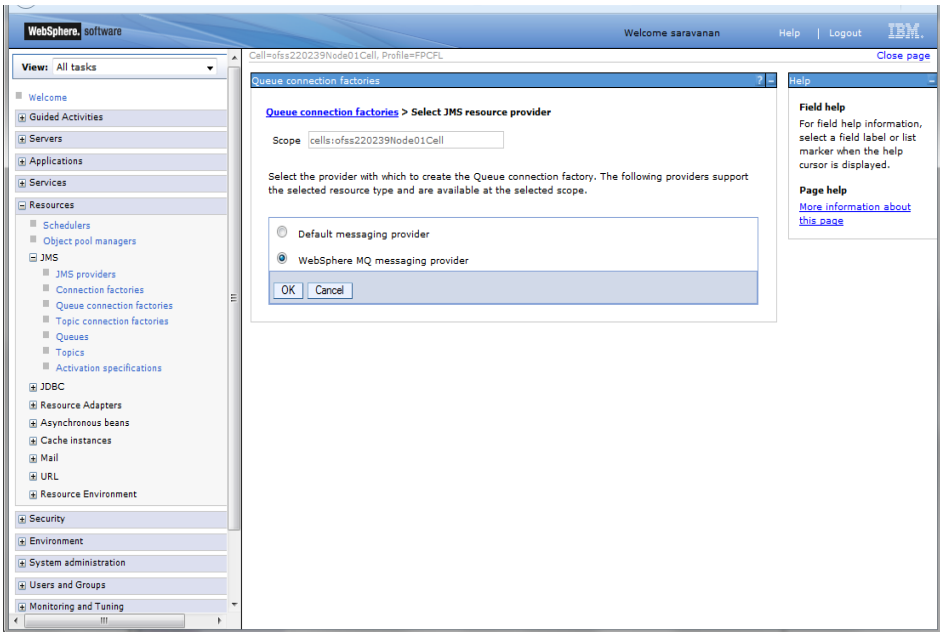 WebSphere. software
Welcome saravanan
Help | Logout
IBM.
View: All tasks
Cell=ofss220239Node01Cell, Profile=FPCFL
Close page
Welcome
Guided Activities
Servers
Applications
Services
Resources
Schedulers
Object pool managers
JMS
JMS providers
Connection factories
Queue connection factories
Topic connection factories
Queues
Topics
Activation specifications
JDBC
Resource Adapters
Asynchronous beans
Cache instances
Mail
URL
Resource Environment
Security
Environment
System administration
Users and Groups
Monitoring and Tuning
Queue connection factories ? -
Queue connection factories > Select JMS resource provider
Scope cells:ofss220239Node01Cell
Select the provider with which to create the Queue connection factory. The following providers support
the selected resource type and are available at the selected scope.
Default messaging provider
WebSphere MQ messaging provider
OK Cancel
Help -
Field help
For field help information,
select a field label or list
marker when the help
cursor is displayed.
Page help
More information about
this page